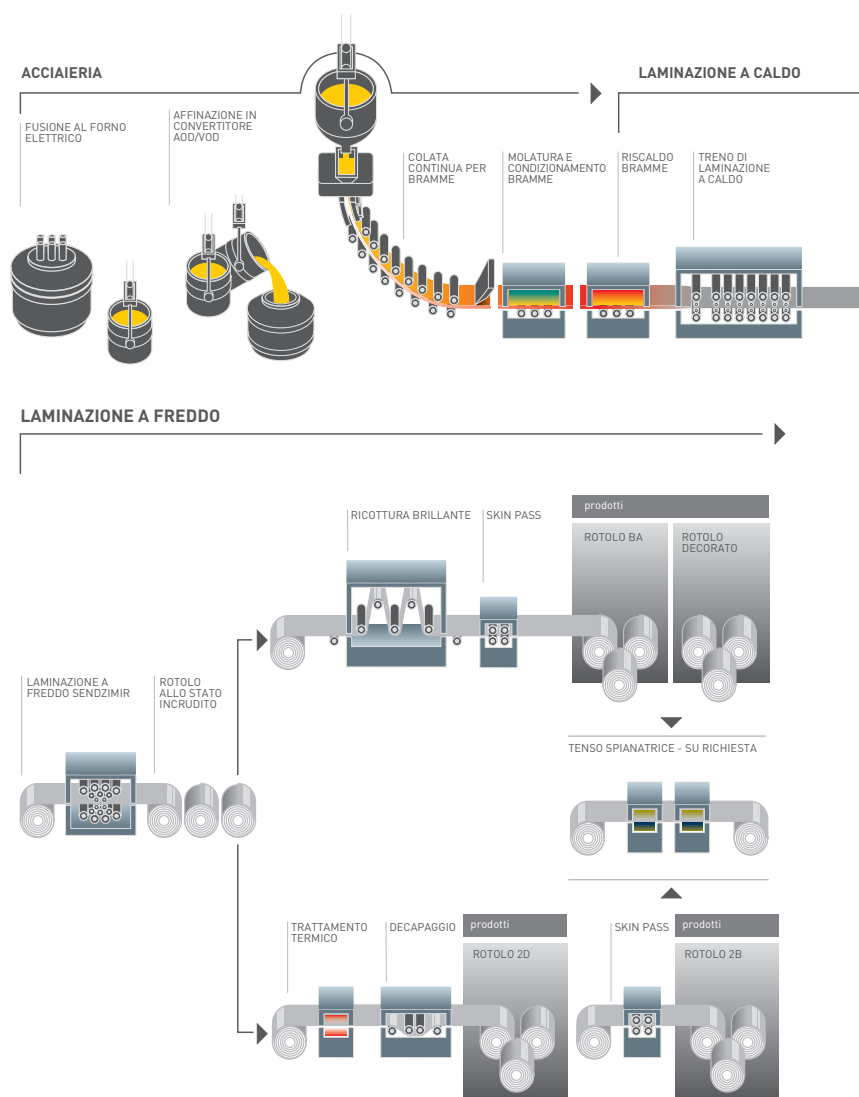 ACCIAIERIA
LAMINAZIONE A CALDO
FUSIONE AL FORNO
ELETTRICO
AFFINAZIONE IN
CONVERTITORE
AOD/VOD
COLATA
CONTINUA PER
BRAMME
MOLATURA E
CONDIZIONAMENTO
BRAMME
RISCALDO
BRAMME
TRENO DI
LAMINAZIONE
A CALDO
LAMINAZIONE A FREDDO
RICOTTURA BRILLANTE
SKIN PASS
prodotti
ROTOLO BA
ROTOLO
DECORATO
LAMINAZIONE A
FREDDO SENDZIMIR
ROTOLO
ALLO STATO
INCRUDITO
TENSO SPIANATRICE - SU RICHIESTA
TRATTAMENTO
TERMICO
DECAPAGGIO
prodotti
ROTOLO 2D
SKIN PASS
prodotti
ROTOLO 2B